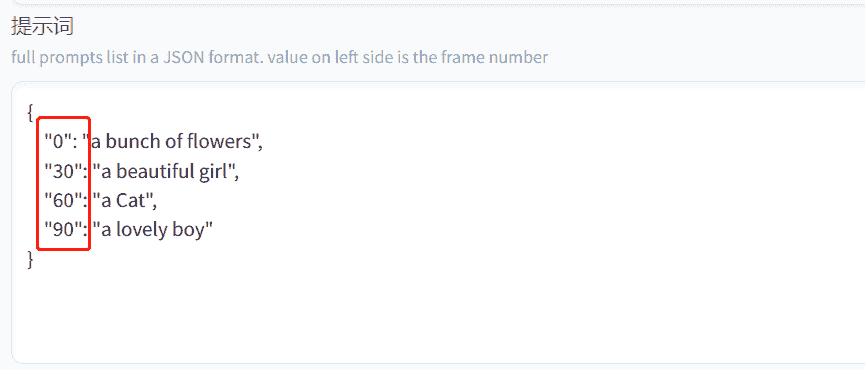 提示词
full prompts list in a JSON format. value on left side is the frame number
{
"0": "a bunch of flowers",
"30": "a beautiful girl",
"60": "a Cat",
"90": "a lovely boy"
}